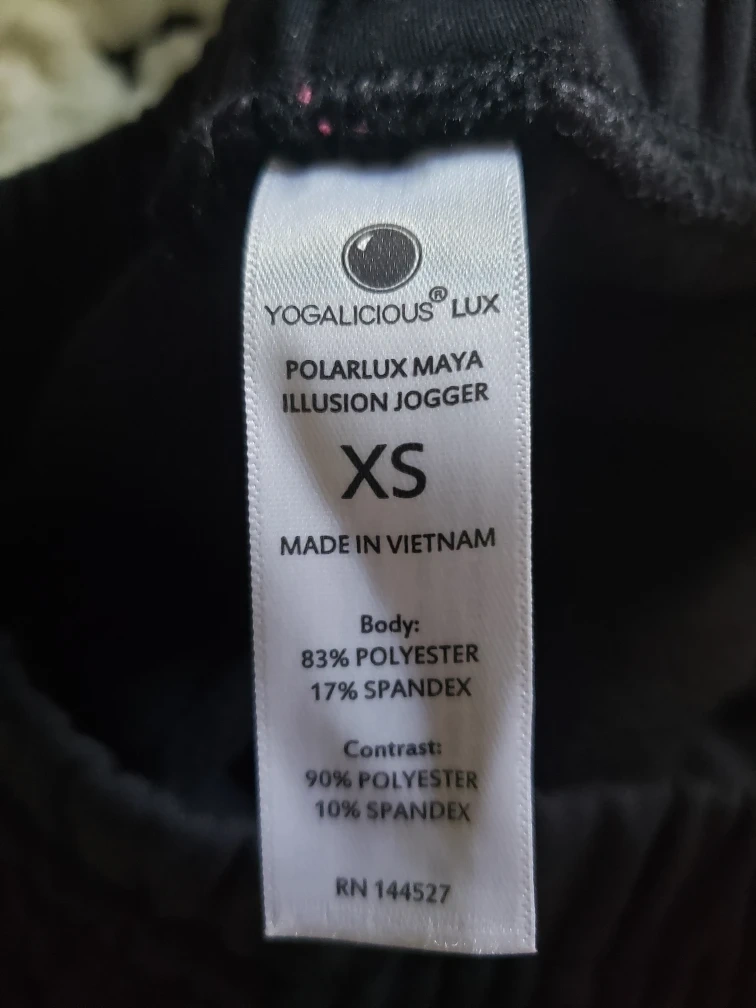 YOGALICIOUS® LUX
POLARLUX MAYA
ILLUSION JOGGER
XS
MADE IN VIETNAM
Body:
83% POLYESTER
17% SPANDEX
Contrast:
90% POLYESTER
10% SPANDEX
RN 144527